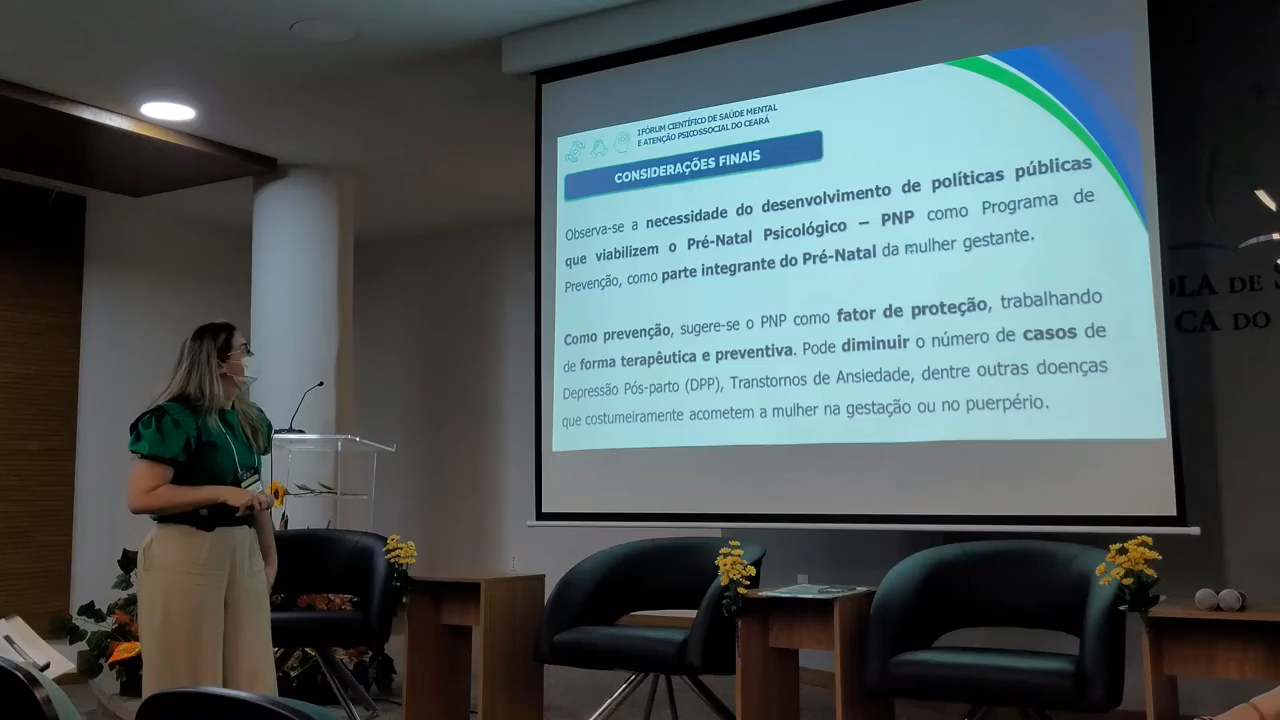 I FÓRUM CIENTÍFICO DE SAÚDE MENTAL
E ATENÇÃO PSICOSSOCIAL DO CEARÁ
CONSIDERAÇÕES FINAIS
Observa-se a necessidade do desenvolvimento de políticas públicas
que viabilizem o Pré-Natal Psicológico – PNP como Programa de
Prevenção, como parte integrante do Pré-Natal da mulher gestante.
Como prevenção, sugere-se o PNP como fator de proteção, trabalhando
de forma terapêutica e preventiva. Pode diminuir o número de casos de
Depressão Pós-parto (DPP), Transtornos de Ansiedade, dentre outras doenças
que costumeiramente acometem a mulher na gestação ou no puerpério.
DE
DO